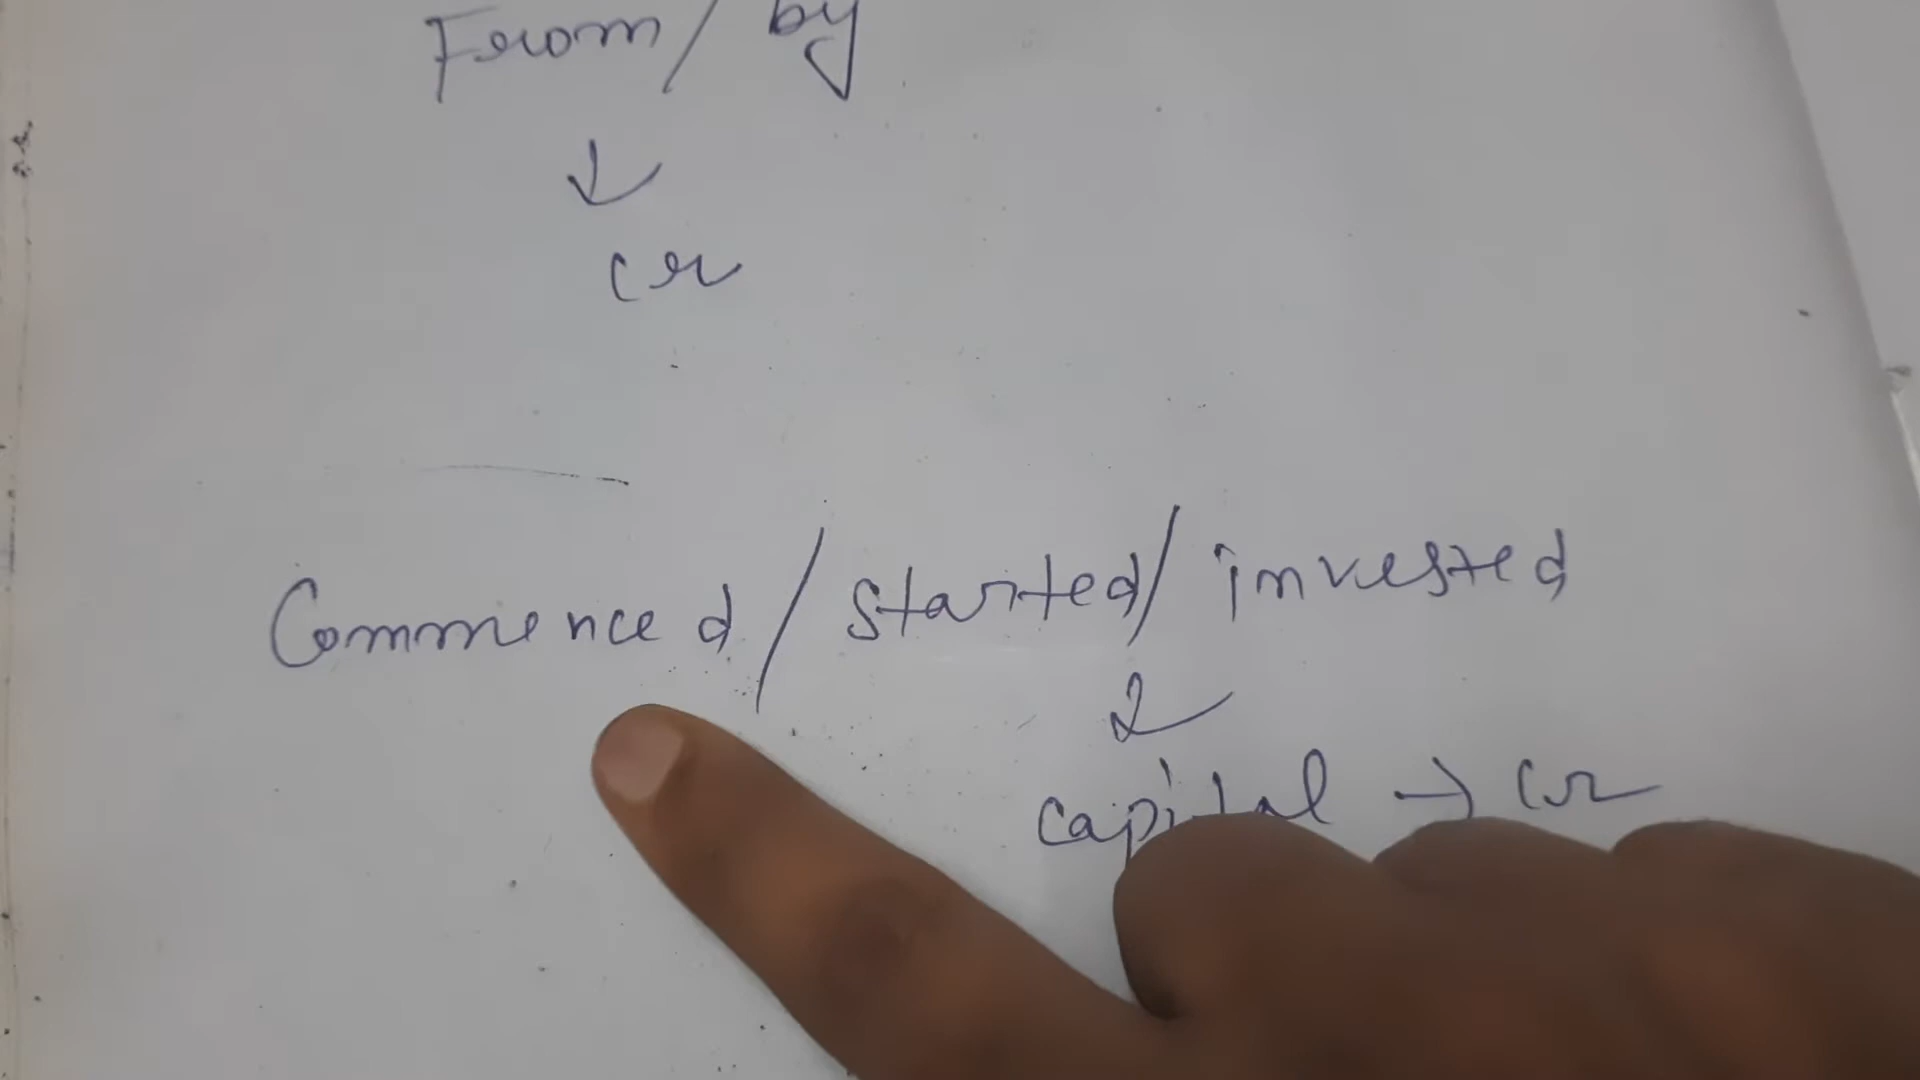 From/ by
↓
cr
Commenced / started/ invested
↓
capital → cr